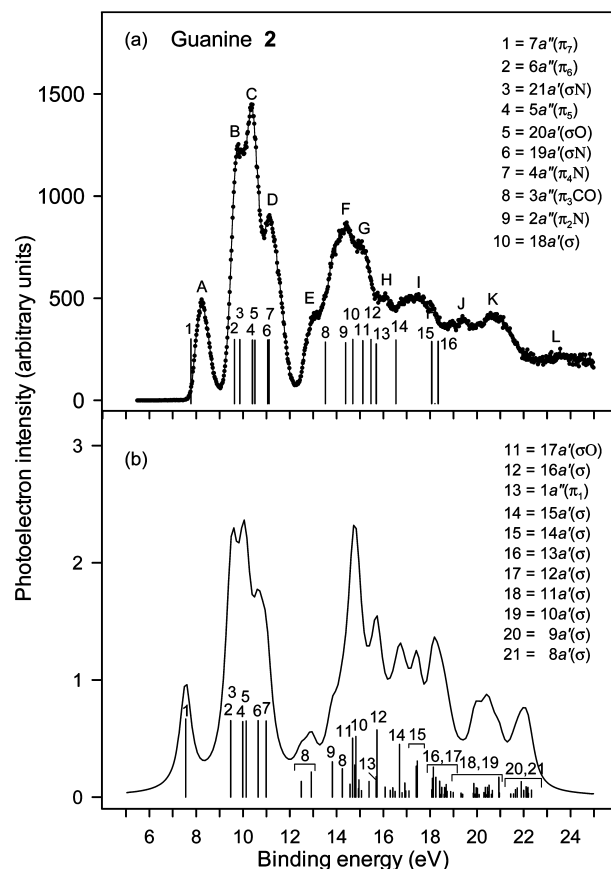 (a) Guanine 2
1 = 7a″(π7)
2 = 6a″(π6)
3 = 21a′(σN)
4 = 5a″(π5)
5 = 20a′(σO)
6 = 19a′(σN)
7 = 4a″(π4N)
8 = 3a″(π3CO)
9 = 2a″(π2N)
10 = 18a′(σ)
1500
1000
500
0
A B C D E F G H I J K L
1 2 3 4 5 6 7 8 9 10 11 12 13 14 15 16
Photoelectron intensity (arbitrary units)
(b)
11 = 17a′(σO)
12 = 16a′(σ)
13 = 1a″(π1)
14 = 15a′(σ)
15 = 14a′(σ)
16 = 13a′(σ)
17 = 12a′(σ)
18 = 11a′(σ)
19 = 10a′(σ)
20 = 9a′(σ)
21 = 8a′(σ)
3
2
1
0
1 2 3 4 5 6 7 8 9 8 11 10 13 12 14 15 16,17 18,19 20,21
6 8 10 12 14 16 18 20 22 24
Binding energy (eV)